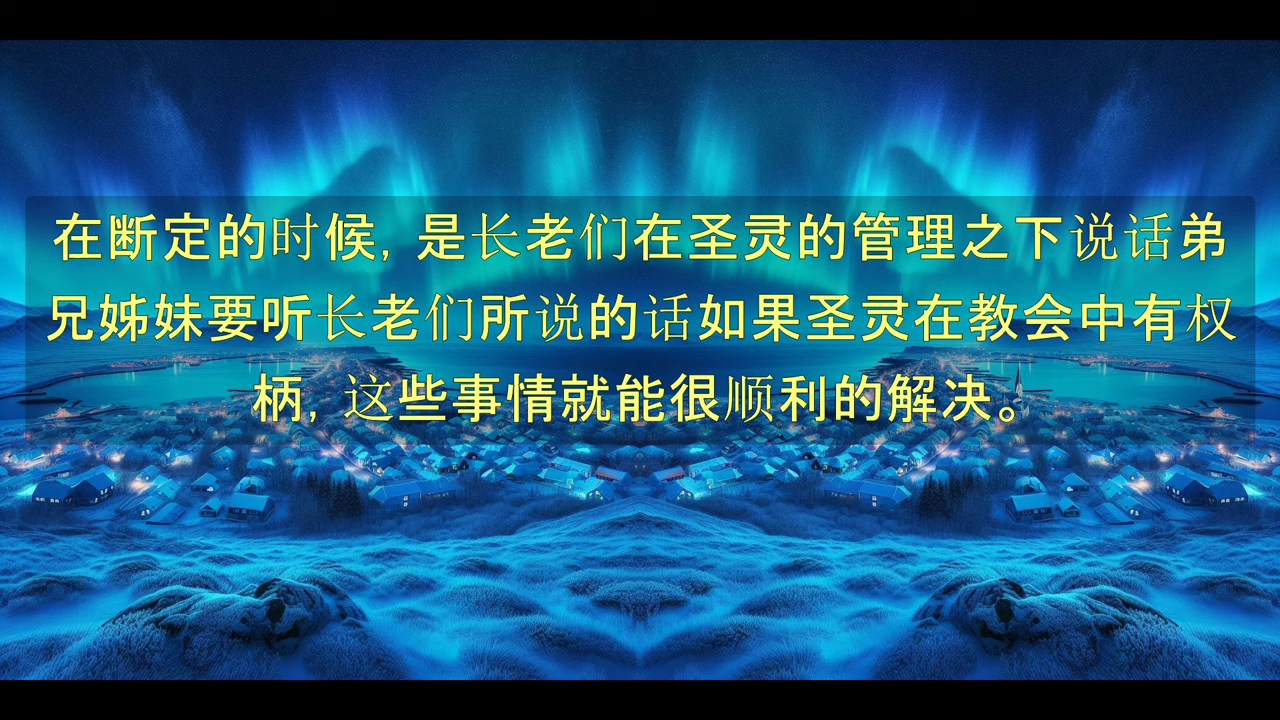 在断定的时候, 是长老们在圣灵的管理之下说话弟
兄姊妹要听长老们所说的话如果圣灵在教会中有权
柄, 这些事情就能很顺利的解决。